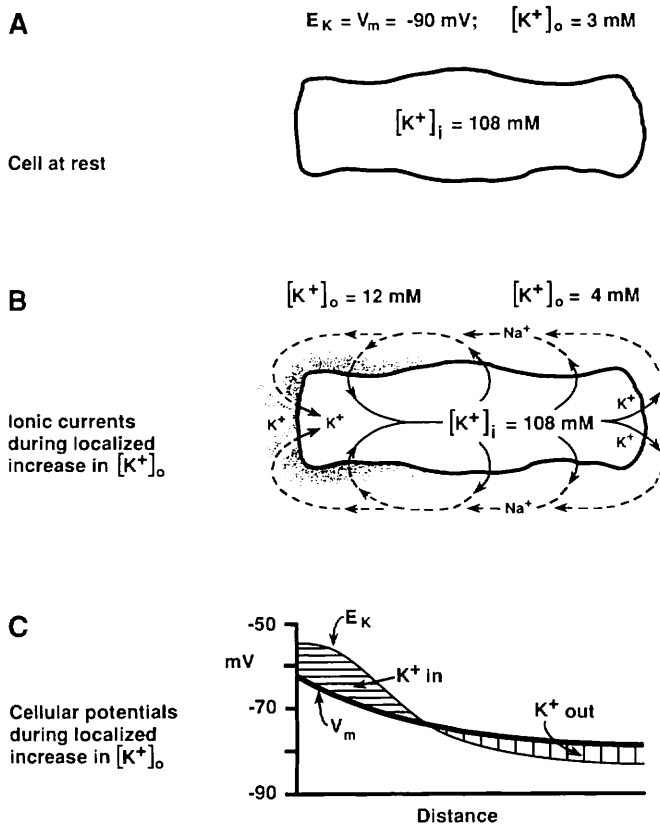 A
E_K = V_m = -90 mV; [K⁺]_o = 3 mM
[K⁺]_i = 108 mM
Cell at rest
B
[K⁺]_o = 12 mM [K⁺]_o = 4 mM
Na⁺
K⁺ K⁺
[K⁺]_i = 108 mM
K⁺
K⁺
Na⁺
Ionic currents
during localized
increase in [K⁺]_o
C
-50
E_K
mV
K⁺ in
-70
V_m
K⁺ out
-90
Cellular potentials
during localized
increase in [K⁺]_o
Distance